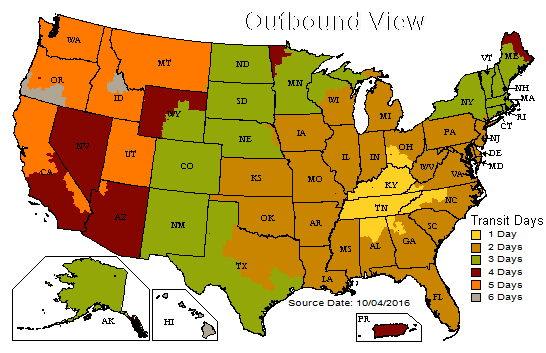 Outbound View
WA
MT
ND
MN
ME
VT
OR
ID
WY
SD
WI
MI
NY
NH
MA
RI
CT
NV
UT
CO
NE
IA
IL
IN
OH
PA
NJ
DE
MD
CA
AZ
NM
KS
MO
KY
WV
VA
NC
OK
AR
TN
SC
TX
LA
MS
AL
GA
FL
AK
HI
PR
Transit Days
1 Day
2 Days
3 Days
4 Days
5 Days
6 Days
Source Date: 10/04/2016